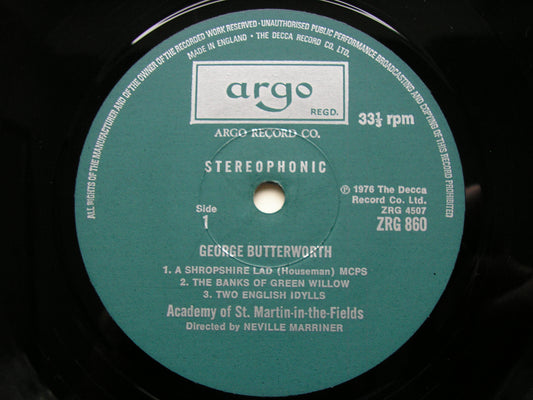 ALL RIGHTS OF THE MANUFACTURER AND OF THE OWNER OF THE RECORDED WORK RESERVED · UNAUTHORISED PUBLIC PERFORMANCE BROADCASTING AND COPYING OF THIS RECORD PROHIBITED
MADE IN ENGLAND · THE DECCA RECORD CO. LTD.
argo
REGD.
33⅓ rpm
ARGO RECORD CO.
STEREOPHONIC
Side
1
℗ 1976 The Decca
Record Co. Ltd.
ZRG 4507
ZRG 860
GEORGE BUTTERWORTH
1. A SHROPSHIRE LAD (Houseman) MCPS
2. THE BANKS OF GREEN WILLOW
3. TWO ENGLISH IDYLLS
Academy of St. Martin-in-the-Fields
Directed by NEVILLE MARRINER